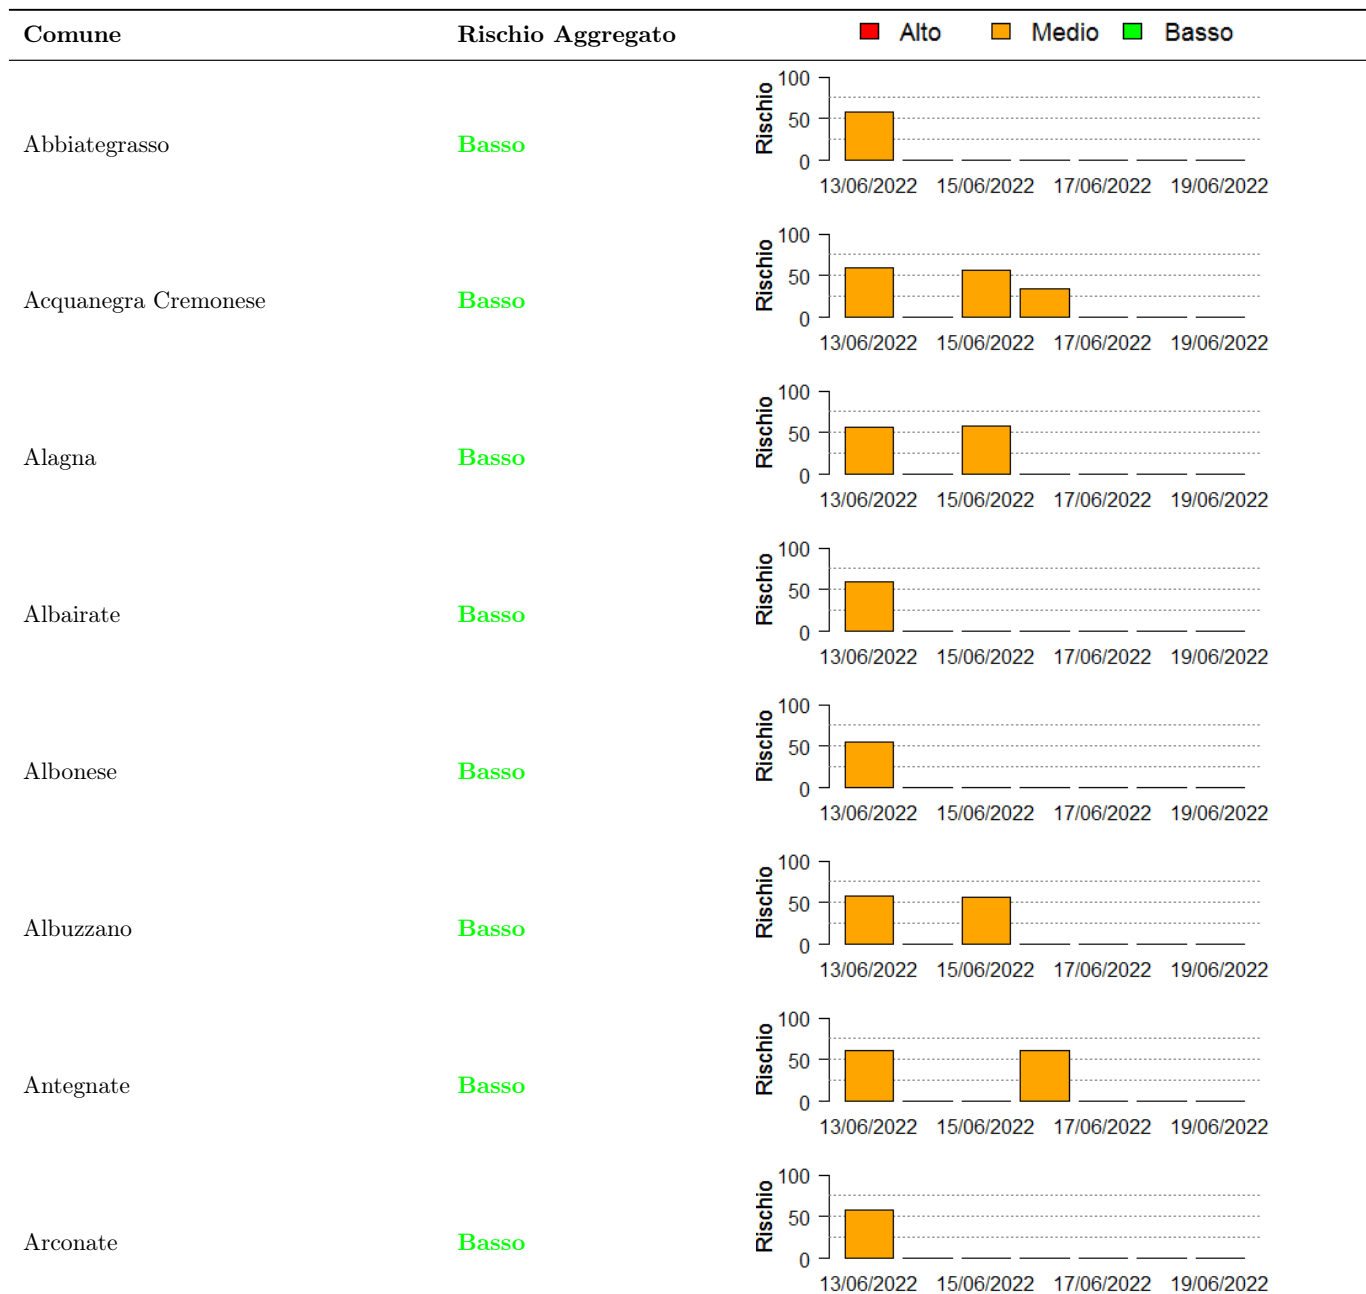 Comune Rischio Aggregato Alto Medio Basso
100
50
0
Rischio
Abbiategrasso Basso
13/06/2022 15/06/2022 17/06/2022 19/06/2022
100
50
0
Rischio
Acquanegra Cremonese Basso
13/06/2022 15/06/2022 17/06/2022 19/06/2022
100
50
0
Rischio
Alagna Basso
13/06/2022 15/06/2022 17/06/2022 19/06/2022
100
50
0
Rischio
Albairate Basso
13/06/2022 15/06/2022 17/06/2022 19/06/2022
100
50
0
Rischio
Albonese Basso
13/06/2022 15/06/2022 17/06/2022 19/06/2022
100
50
0
Rischio
Albuzzano Basso
13/06/2022 15/06/2022 17/06/2022 19/06/2022
100
50
0
Rischio
Antegnate Basso
13/06/2022 15/06/2022 17/06/2022 19/06/2022
100
50
0
Rischio
Arconate Basso
13/06/2022 15/06/2022 17/06/2022 19/06/2022